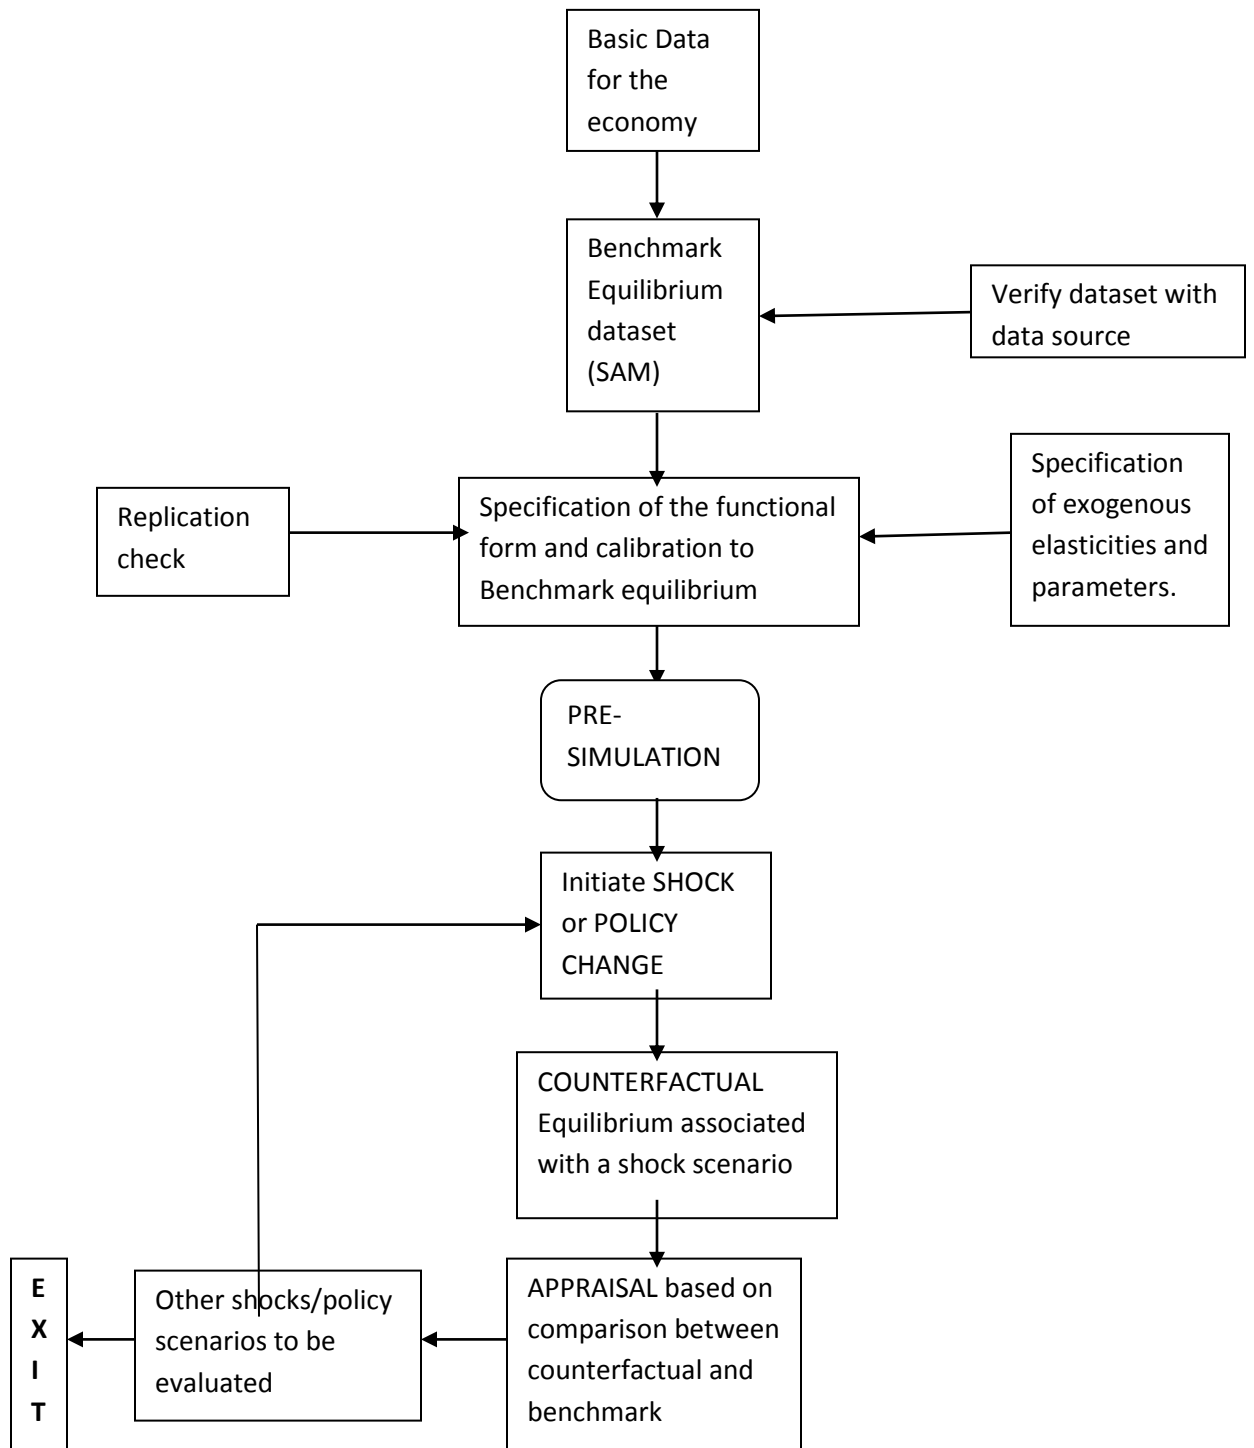 Basic Data
for the
economy
Benchmark
Equilibrium
dataset
(SAM)
Verify dataset with
data source
Replication
check
Specification of the functional
form and calibration to
Benchmark equilibrium
Specification
of exogenous
elasticities and
parameters.
PRE-
SIMULATION
Initiate SHOCK
or POLICY
CHANGE
COUNTERFACTUAL
Equilibrium associated
with a shock scenario
E
X
I
T
Other shocks/policy
scenarios to be
evaluated
APPRAISAL based on
comparison between
counterfactual and
benchmark